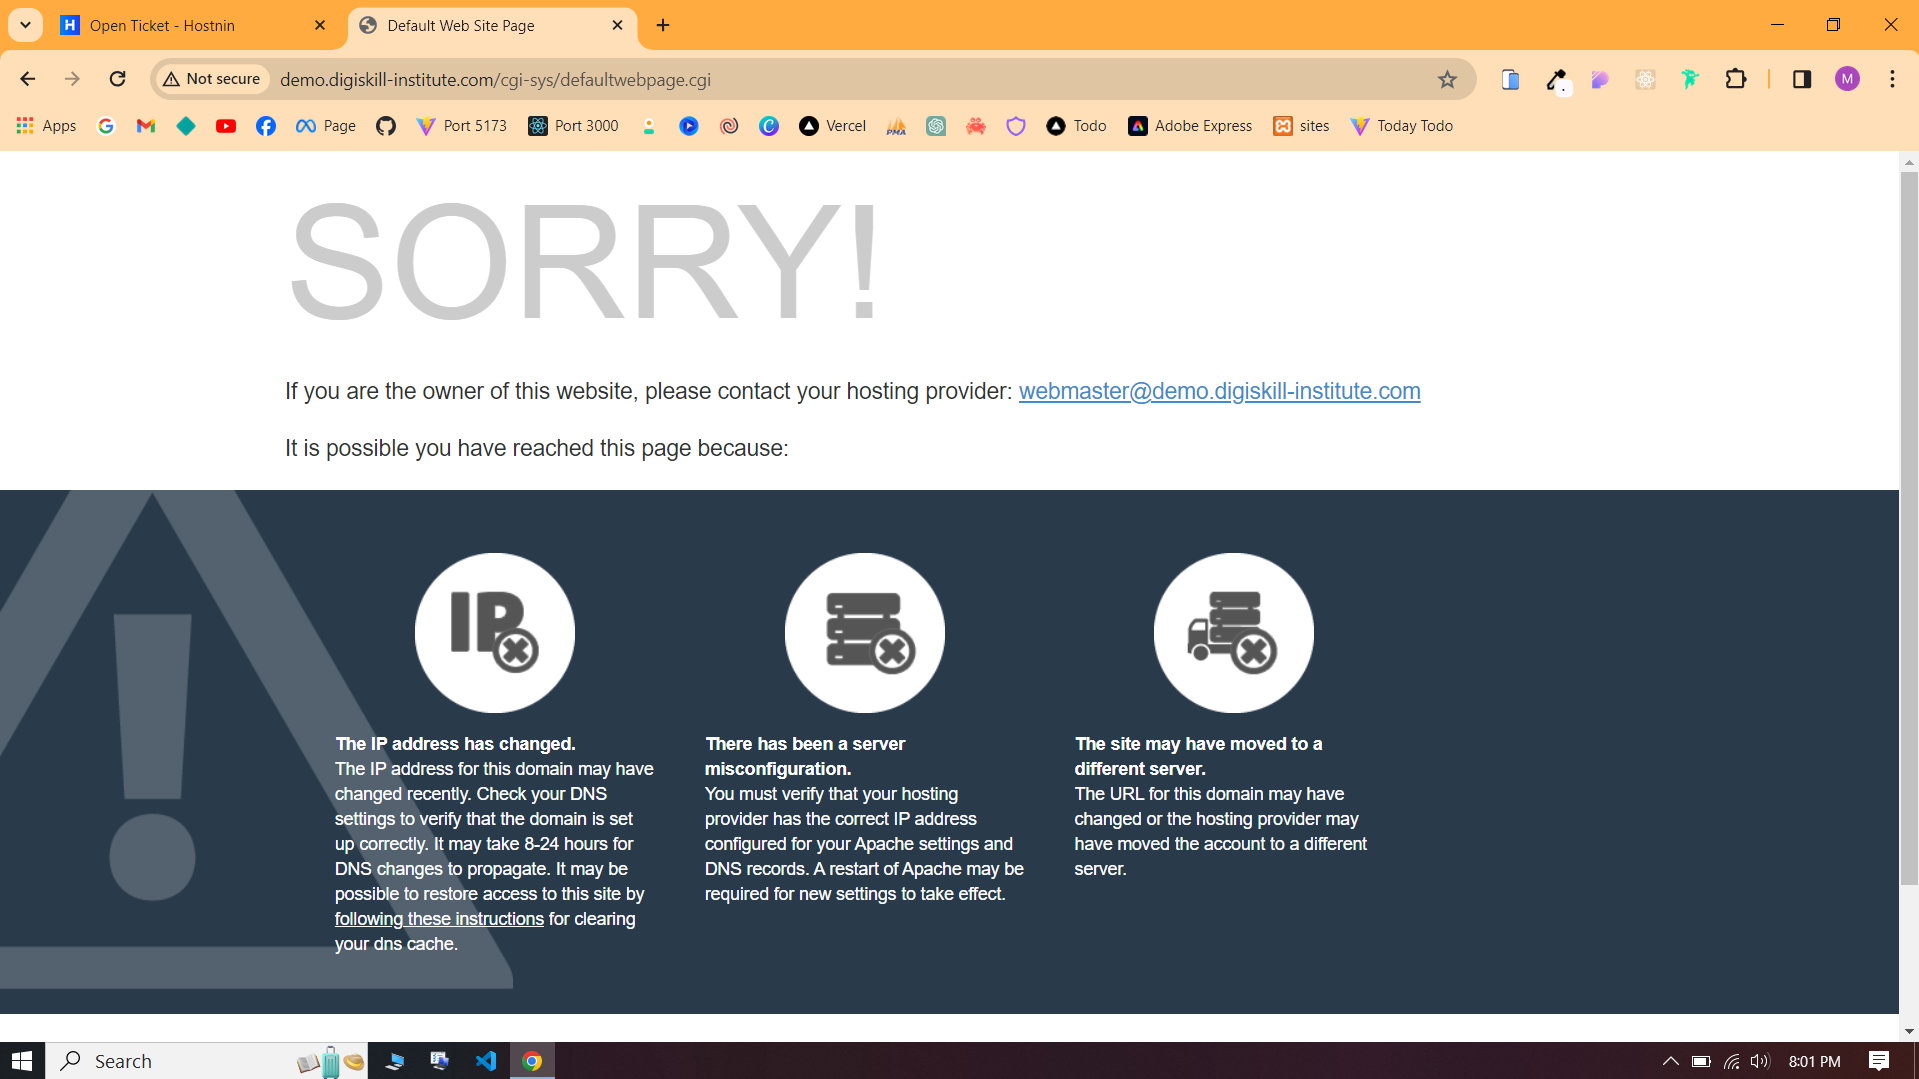 Open Ticket - Hostnin
Default Web Site Page
Not secure
demo.digiskill-institute.com/cgi-sys/defaultwebpage.cgi
M
Apps
Page
Port 5173
Port 3000
Vercel
PMA
Todo
Adobe Express
sites
Today Todo
SORRY!
If you are the owner of this website, please contact your hosting provider: webmaster@demo.digiskill-institute.com
It is possible you have reached this page because:
IP
The IP address has changed.
The IP address for this domain may have
changed recently. Check your DNS
settings to verify that the domain is set
up correctly. It may take 8-24 hours for
DNS changes to propagate. It may be
possible to restore access to this site by
following these instructions for clearing
your dns cache.
There has been a server
misconfiguration.
You must verify that your hosting
provider has the correct IP address
configured for your Apache settings and
DNS records. A restart of Apache may be
required for new settings to take effect.
The site may have moved to a
different server.
The URL for this domain may have
changed or the hosting provider may
have moved the account to a different
server.
Search
8:01 PM